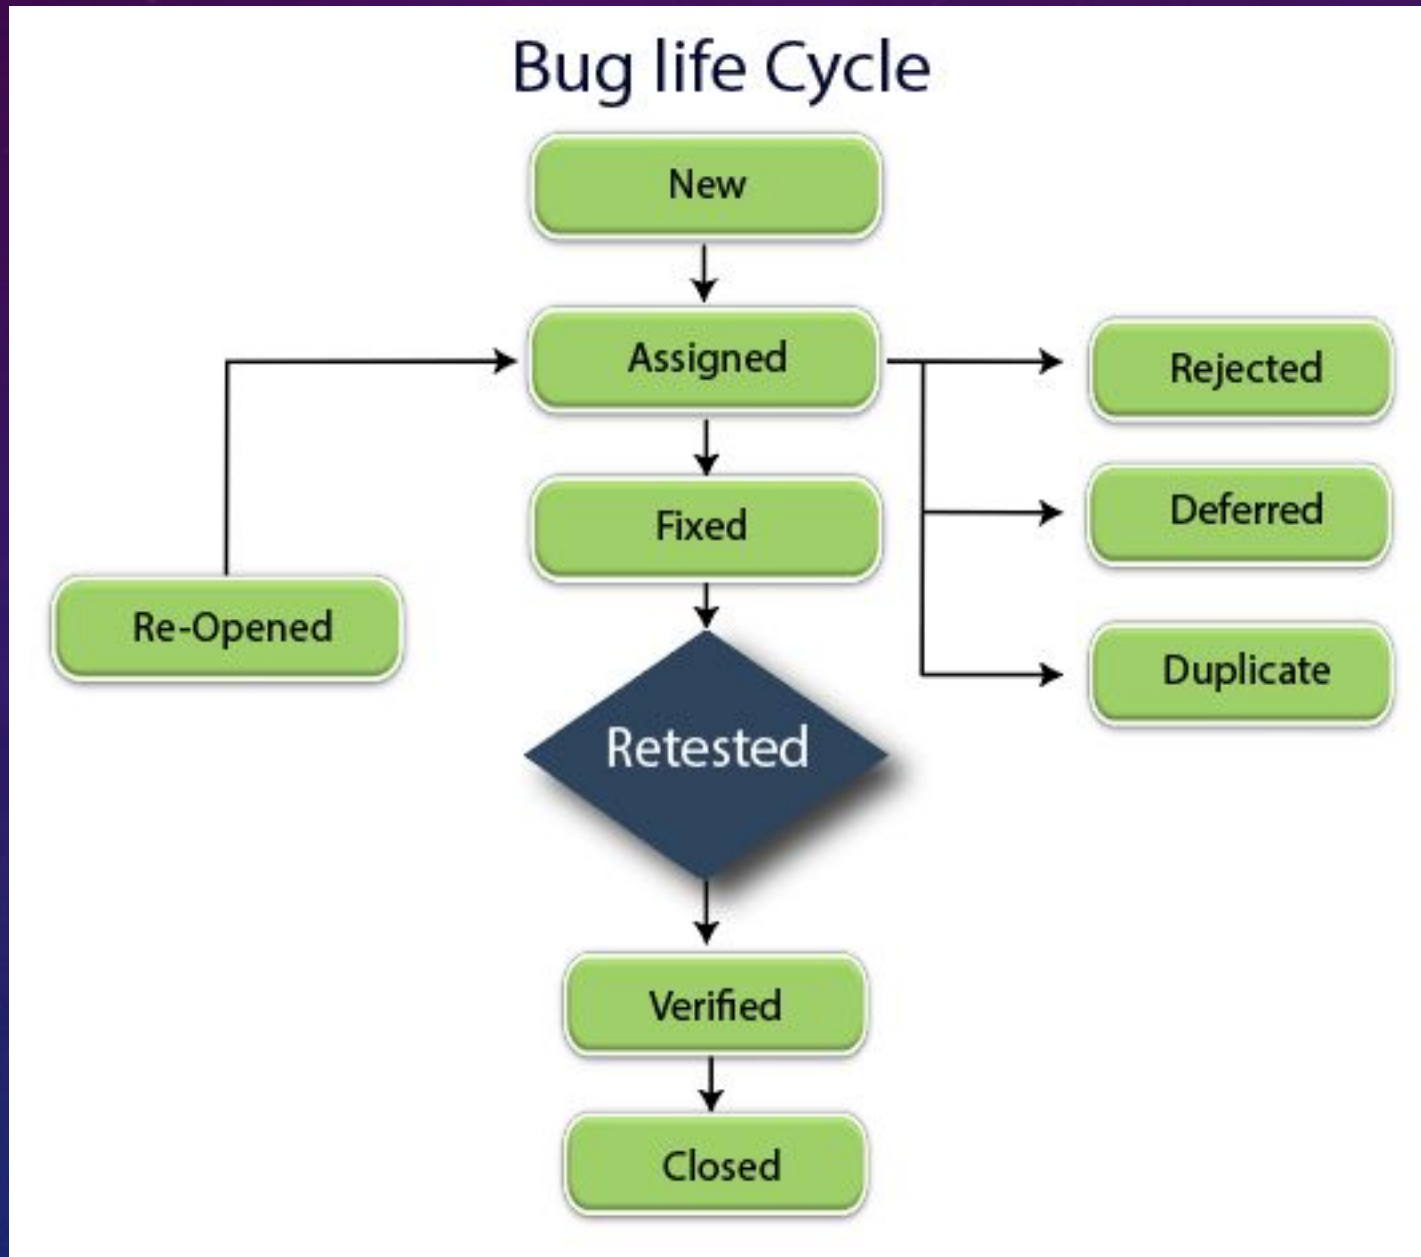 Bug life Cycle
New
Assigned
Rejected
Fixed
Deferred
Re-Opened
Duplicate
Retested
Verified
Closed